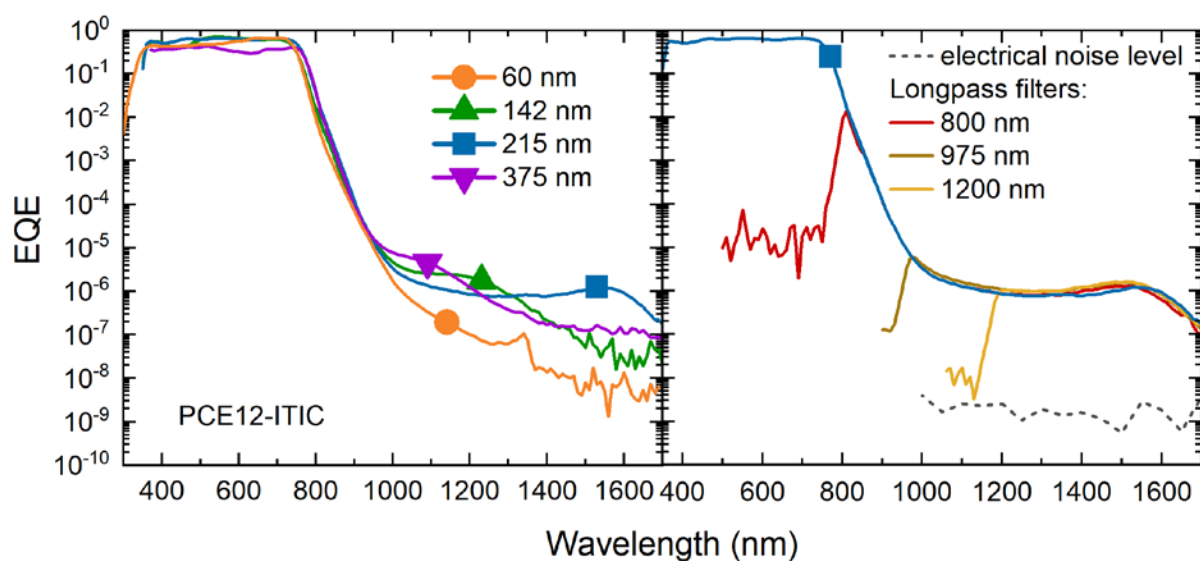 EQE
10^0
10^-1
10^-2
10^-3
10^-4
10^-5
10^-6
10^-7
10^-8
10^-9
10^-10
60 nm
142 nm
215 nm
375 nm
PCE12-ITIC
400 600 800 1000 1200 1400 1600
electrical noise level
Longpass filters:
800 nm
975 nm
1200 nm
400 600 800 1000 1200 1400 1600
Wavelength (nm)